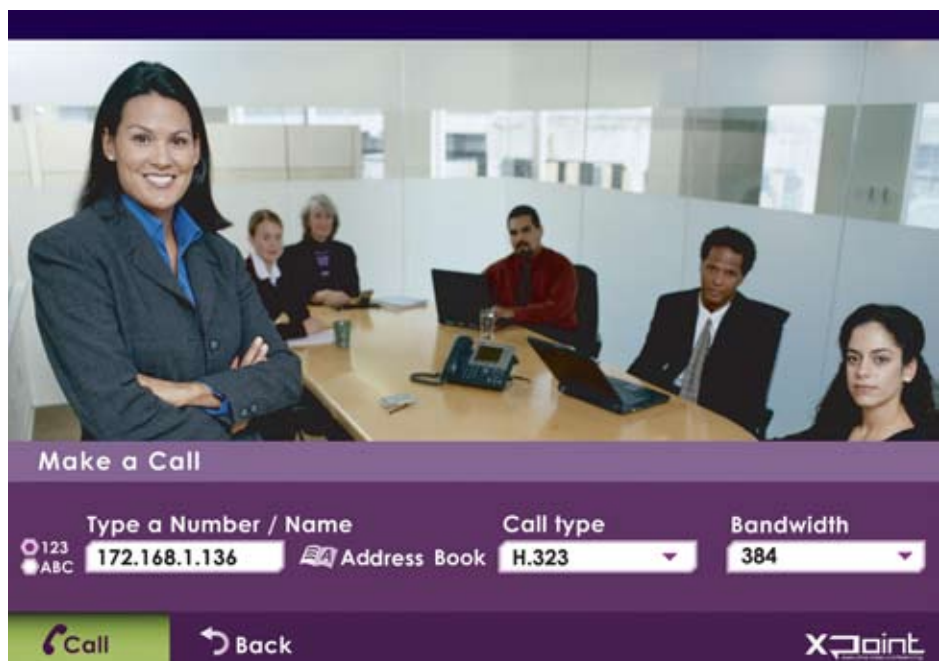 Make a Call
Type a Number / Name
Call type
Bandwidth
123
ABC
172.168.1.136
Address Book
H.323
384
Call
Back
XPoint